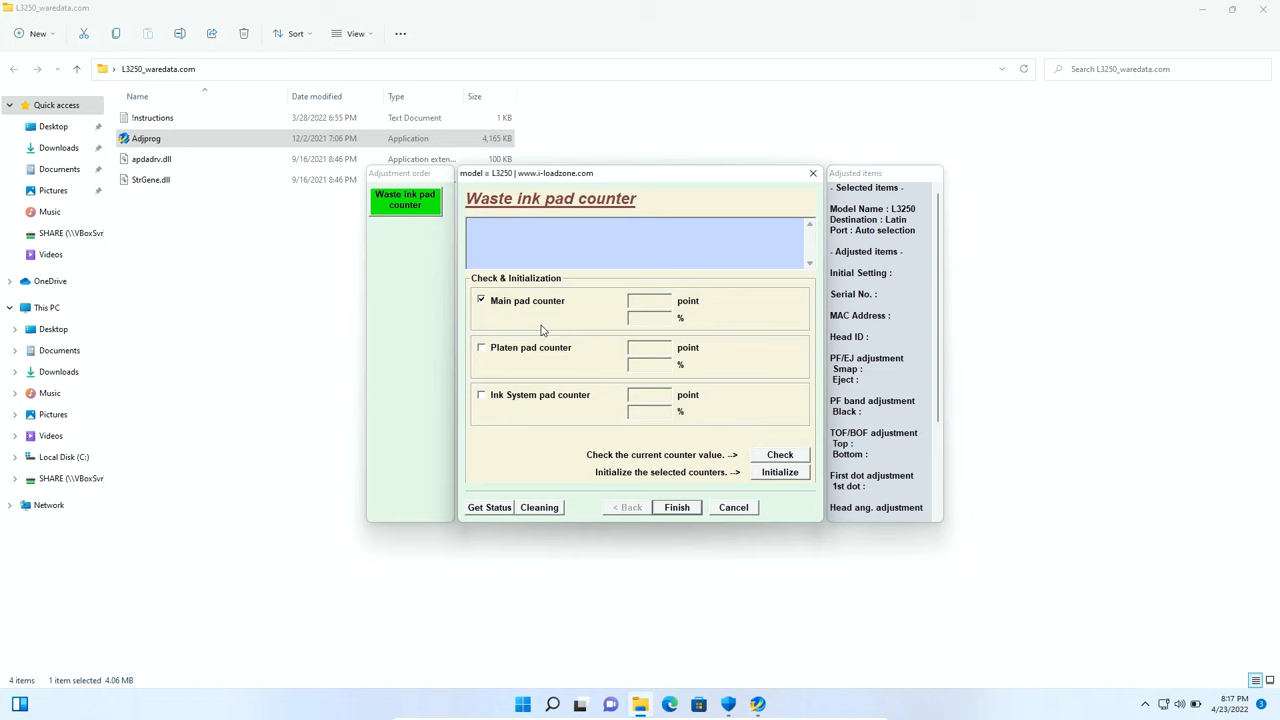 L3250_waredata.com
New
Sort
View
L3250_waredata.com
Search L3250_waredata.com
Name
Date modified
Type
Size
Quick access
Desktop
Downloads
Documents
Pictures
Music
SHARE (\\VBoxSvr
Videos
OneDrive
This PC
Desktop
Documents
Downloads
Music
Pictures
Videos
Local Disk (C:)
SHARE (\\VBoxSvr
Network
!nstructions 3/28/2022 6:55 PM Text Document 1 KB
Adjprog 12/2/2021 7:06 PM Application 4,165 KB
apdadrv.dll 9/16/2021 8:46 PM Application exten... 100 KB
StrGene.dll 9/16/2021 8:46 PM
Adjustment order
Waste ink pad
counter
model = L3250 | www.i-loadzone.com
Waste ink pad counter
Check & Initialization
Main pad counter point
%
Platen pad counter point
%
Ink System pad counter point
%
Check the current counter value. --> Check
Initialize the selected counters. --> Initialize
Get Status Cleaning < Back Finish Cancel
Adjusted items
- Selected items -
Model Name : L3250
Destination : Latin
Port : Auto selection
- Adjusted items -
Initial Setting :
Serial No. :
MAC Address :
Head ID :
PF/EJ adjustment
Smap :
Eject :
PF band adjustment
Black :
TOF/BOF adjustment
Top :
Bottom :
First dot adjustment
1st dot :
Head ang. adjustment
4 items 1 item selected 4.06 MB
8:17 PM
4/23/2022
3